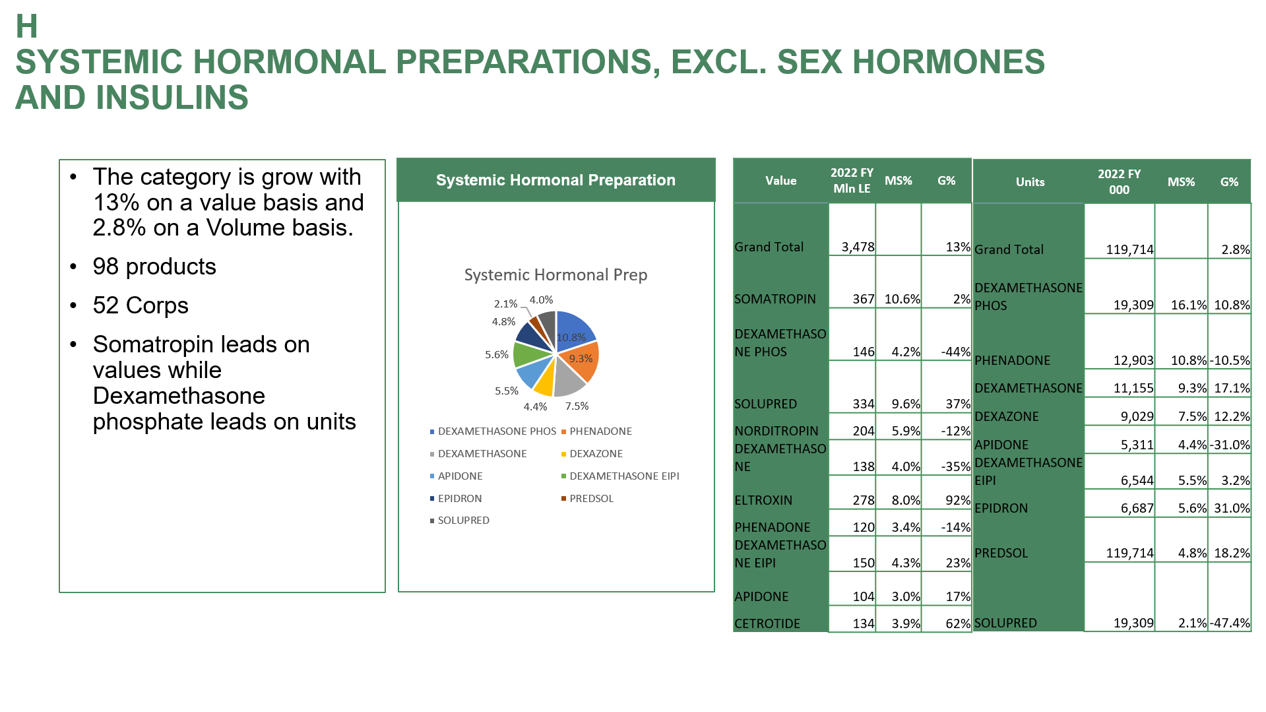 H
SYSTEMIC HORMONAL PREPARATIONS, EXCL. SEX HORMONES
AND INSULINS
• The category is grow with
13% on a value basis and
2.8% on a Volume basis.
• 98 products
• 52 Corps
• Somatropin leads on
values while
Dexamethasone
phosphate leads on units
Systemic Hormonal Preparation
Systemic Hormonal Prep
2.1% 4.0%
4.8% 10.8%
5.6% 9.3%
5.5%
4.4% 7.5%
DEXAMETHASONE PHOS PHENADONE
DEXAMETHASONE DEXAZONE
APIDONE DEXAMETHASONE EIPI
EPIDRON PREDSOL
SOLUPRED
Value 2022 FY Mln LE MS% G%
Grand Total 3,478 13%
SOMATROPIN 367 10.6% 2%
DEXAMETHASO
NE PHOS 146 4.2% -44%
SOLUPRED 334 9.6% 37%
NORDITROPIN 204 5.9% -12%
DEXAMETHASO
NE 138 4.0% -35%
ELTROXIN 278 8.0% 92%
PHENADONE 120 3.4% -14%
DEXAMETHASO
NE EIPI 150 4.3% 23%
APIDONE 104 3.0% 17%
CETROTIDE 134 3.9% 62%
Units 2022 FY 000 MS% G%
Grand Total 119,714 2.8%
DEXAMETHASONE
PHOS 19,309 16.1% 10.8%
PHENADONE 12,903 10.8% -10.5%
DEXAMETHASONE 11,155 9.3% 17.1%
DEXAZONE 9,029 7.5% 12.2%
APIDONE 5,311 4.4% -31.0%
DEXAMETHASONE
EIPI 6,544 5.5% 3.2%
EPIDRON 6,687 5.6% 31.0%
PREDSOL 119,714 4.8% 18.2%
SOLUPRED 19,309 2.1% -47.4%